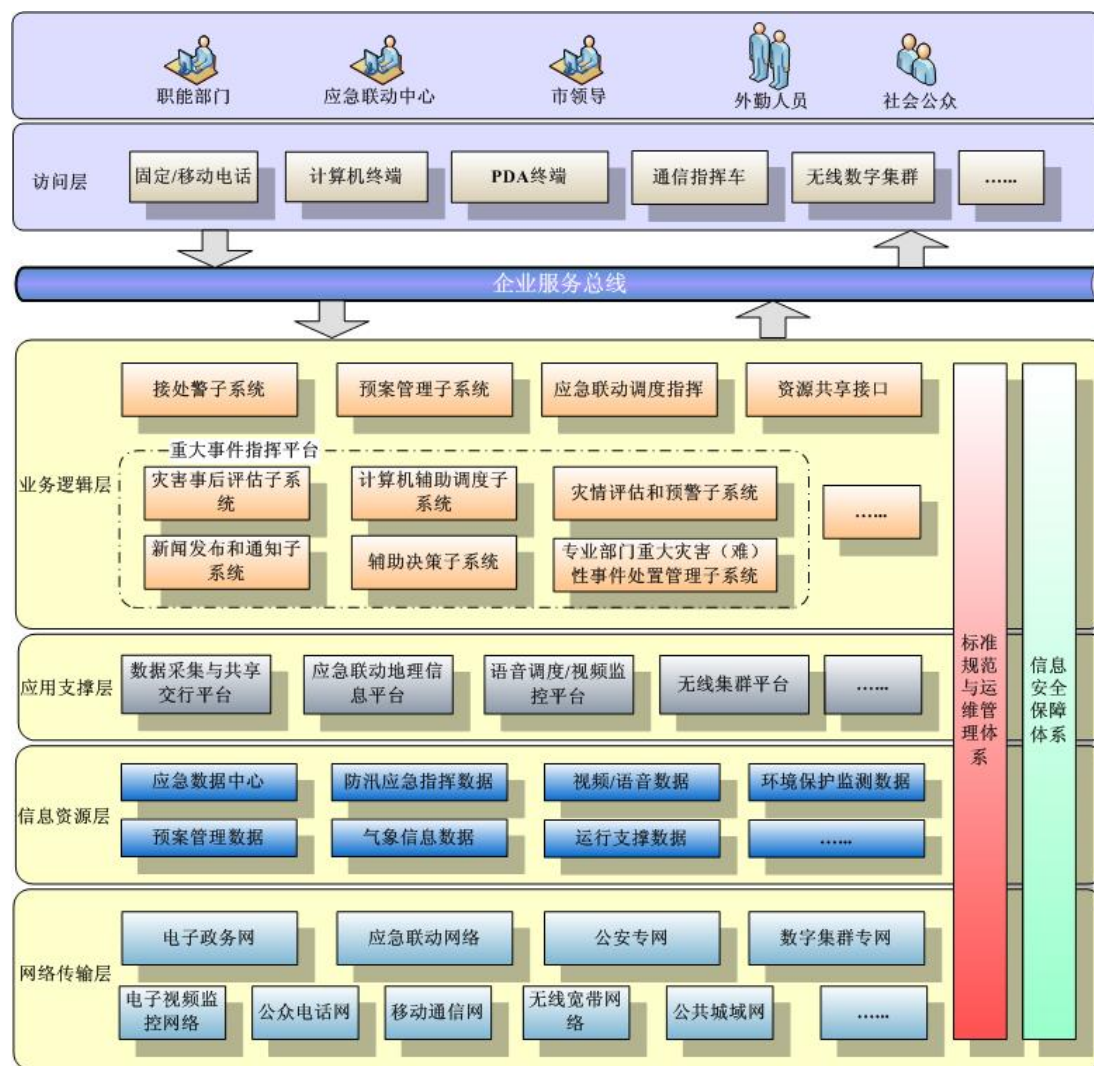 职能部门
应急联动中心
市领导
外勤人员
社会公众
访问层
固定/移动电话
计算机终端
PDA终端
通信指挥车
无线数字集群
……
企业服务总线
业务逻辑层
接处警子系统
预案管理子系统
应急联动调度指挥
资源共享接口
重大事件指挥平台
灾害事后评估子系
统
计算机辅助调度子
系统
灾情评估和预警子系统
……
新闻发布和通知子
系统
辅助决策子系统
专业部门重大灾害（难）
性事件处置管理子系统
应用支撑层
数据采集与共享
交行平台
应急联动地理信
息平台
语音调度/视频监
控平台
无线集群平台
……
信息资源层
应急数据中心
防汛应急指挥数据
视频/语音数据
环境保护监测数据
预案管理数据
气象信息数据
运行支撑数据
……
网络传输层
电子政务网
应急联动网络
公安专网
数字集群专网
电子视频监
控网络
公众电话网
移动通信网
无线宽带网
络
公共城域网
……
标准
规范
与运
维管
理体
系
信息
安全
保障
体系